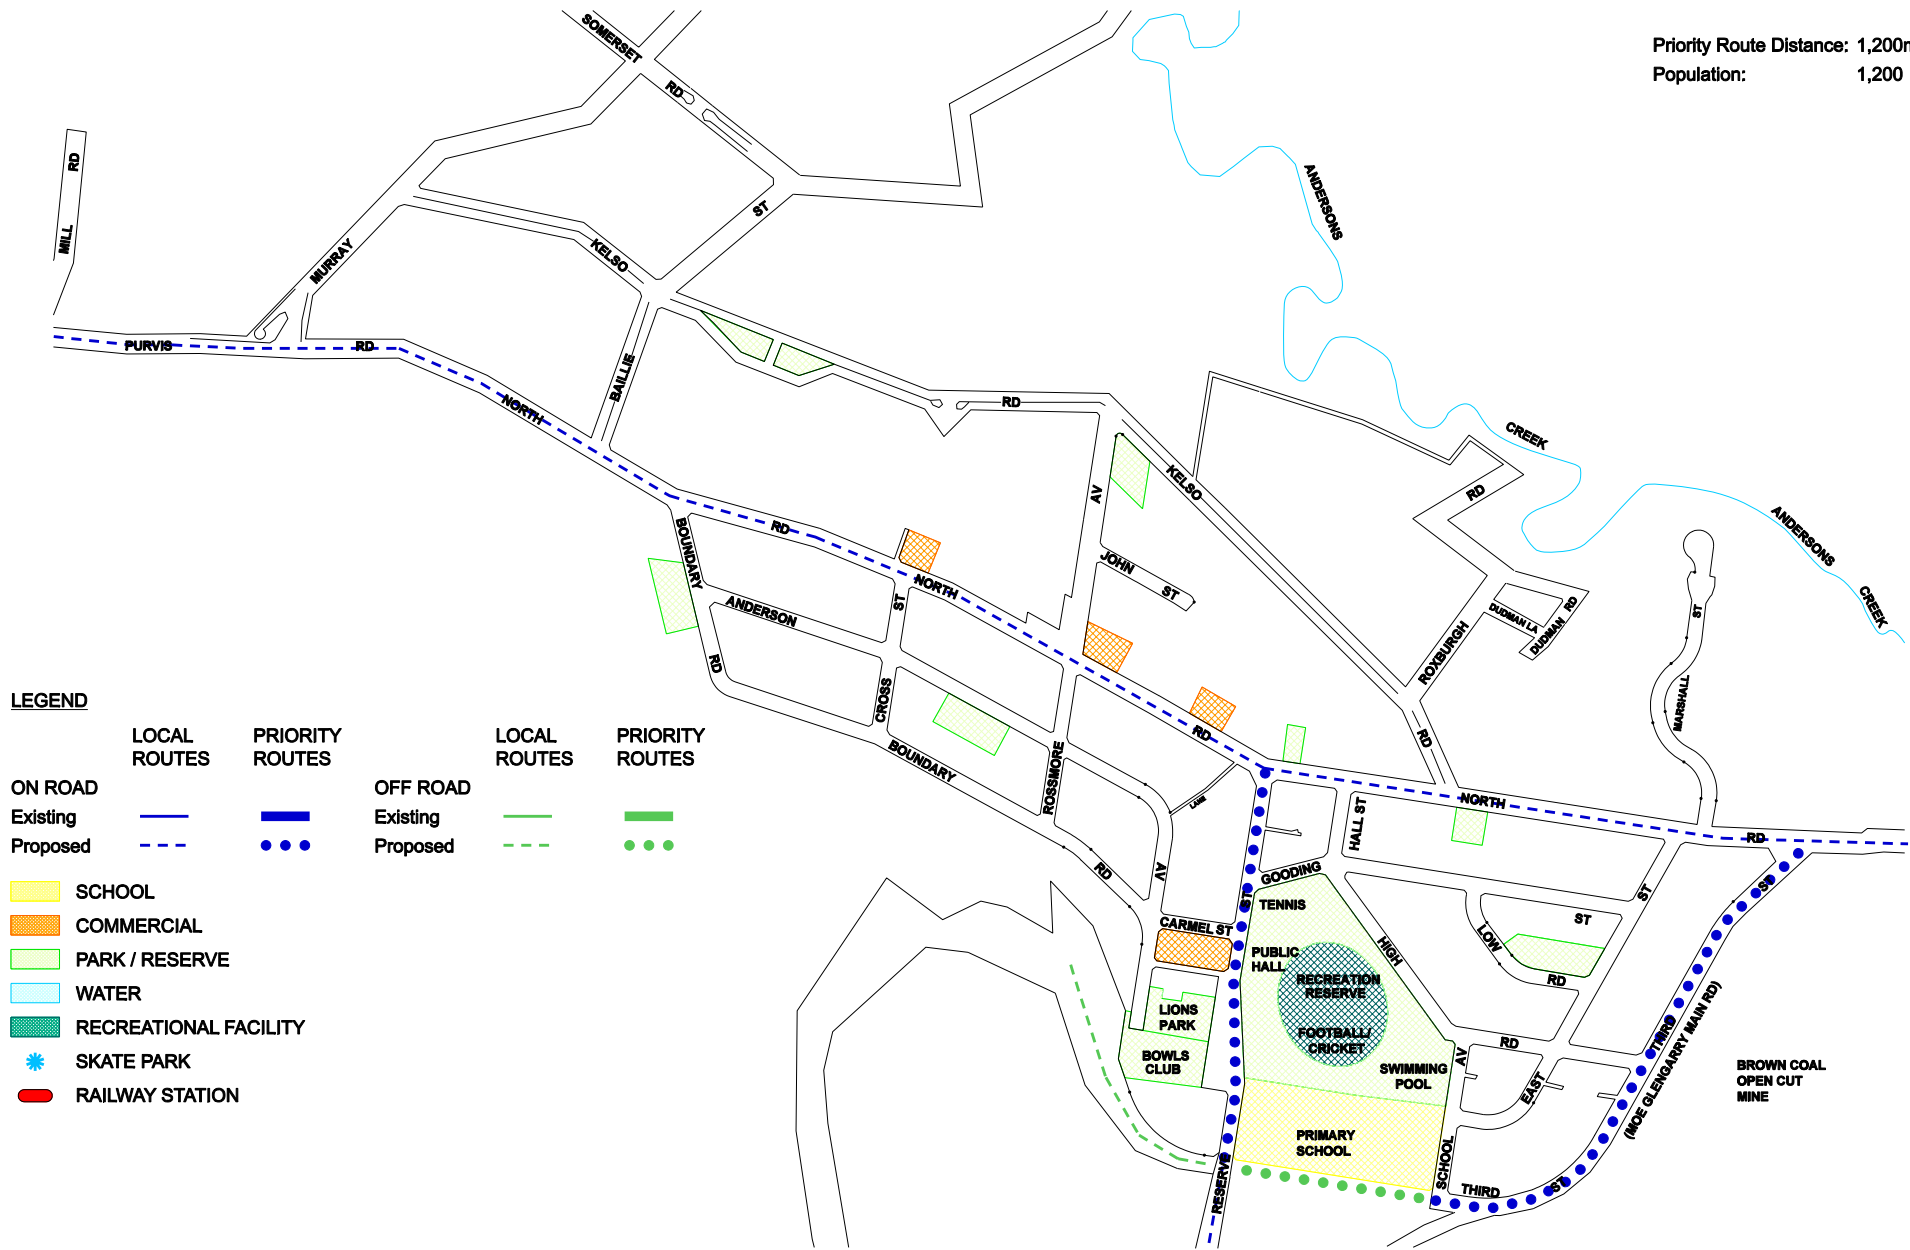 SOMERSET
RD
Priority Route Distance: 1,200m
Population: 1,200
MILL RD
ANDERSONS
ST
MURRAY
KELSO
PURVIS RD
BAILLIE
NORTH
RD
KELSO
CREEK
AV
RD
ANDERSONS
CREEK
BOUNDARY
RD
JOHN ST
NORTH
ANDERSON
ST
DUDMAN LA
DUDMAN RD
ROXBURGH
ST
MARSHALL
RD
CROSS
BOUNDARY
ROSSMORE
RD
RD
LANE
NORTH
RD
HALL ST
LEGEND
LOCAL ROUTES
PRIORITY ROUTES
LOCAL ROUTES
PRIORITY ROUTES
ON ROAD
OFF ROAD
Existing
Existing
Proposed
Proposed
SCHOOL
COMMERCIAL
PARK / RESERVE
WATER
RECREATIONAL FACILITY
SKATE PARK
RAILWAY STATION
RD
AV
GOODING
ST
ST
ST
TENNIS
CARMEL ST
ST
PUBLIC
HALL
HIGH
LOW
RD
RECREATION
RESERVE
LIONS
PARK
FOOTBALL/
CRICKET
RD
THIRD
(MOE GLENGARRY MAIN RD)
BOWLS
CLUB
SWIMMING
POOL
AV
EAST
BROWN COAL
OPEN CUT
MINE
PRIMARY
SCHOOL
SCHOOL
RESERVE
THIRD
ST